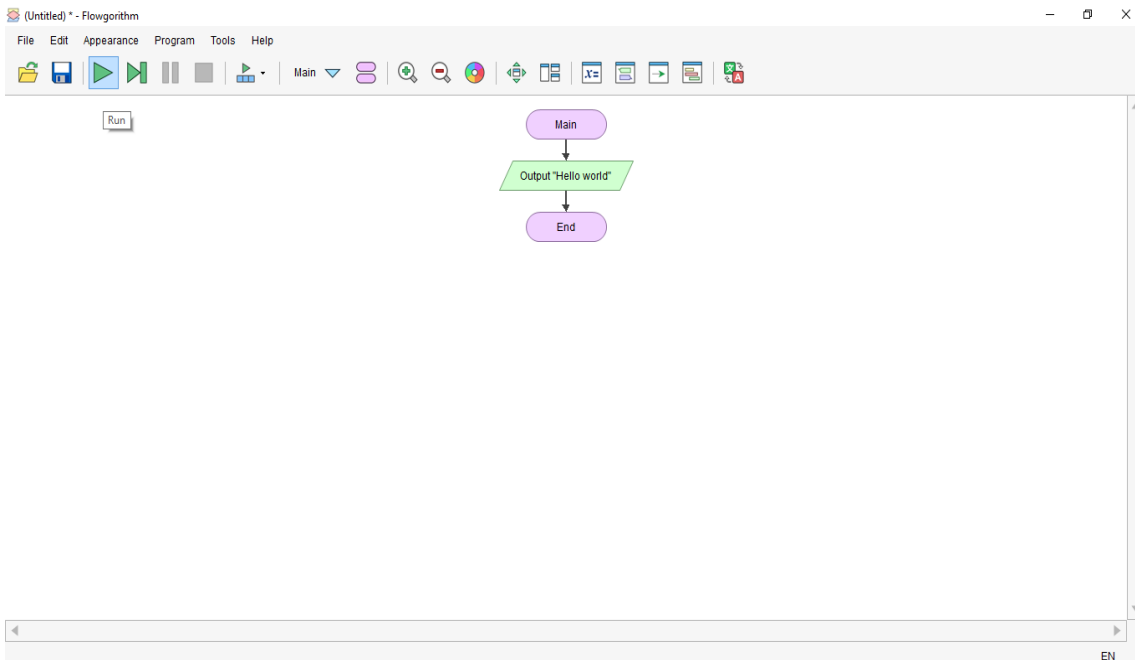 (Untitled) * - Flowgorithm
File Edit Appearance Program Tools Help
Main
x=
Run
Main
Output "Hello world"
End
EN